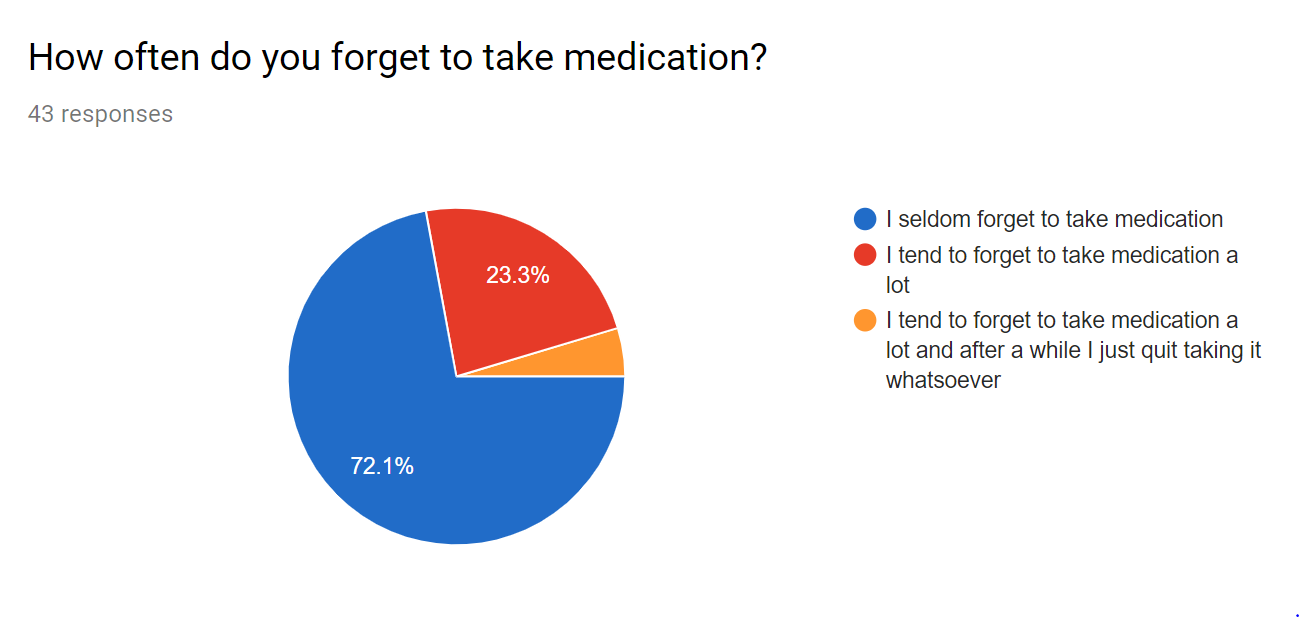 How often do you forget to take medication?
43 responses
23.3%
72.1%
I seldom forget to take medication
I tend to forget to take medication a
lot
I tend to forget to take medication a
lot and after a while I just quit taking it
whatsoever